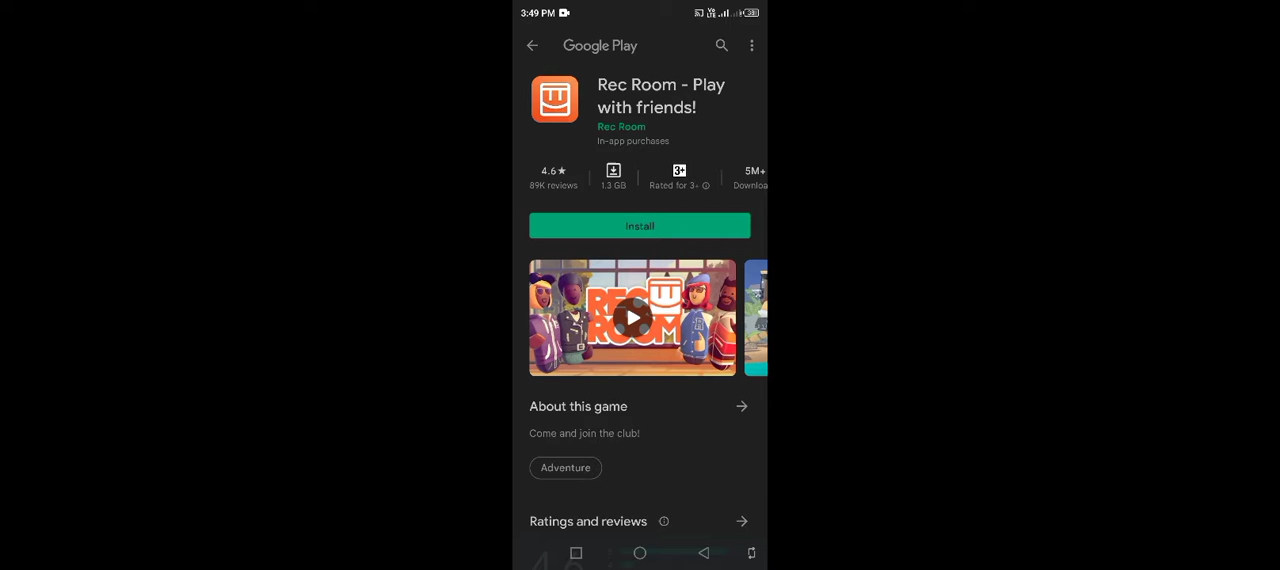 3:49 PM
Google Play
Rec Room - Play
with friends!
Rec Room
In-app purchases
4.6★
89K reviews
1.3 GB
3+
Rated for 3+
5M+
Downloa
Install
REC
ROOM
About this game
Come and join the club!
Adventure
Ratings and reviews
4.6